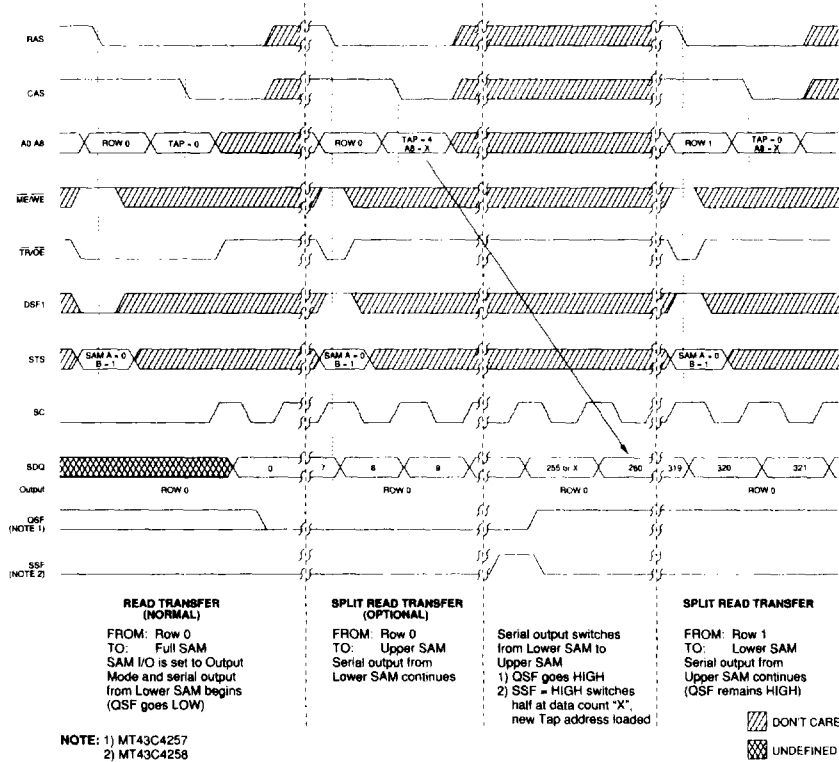 RAS
CAS
A0 A8 ROW 0 TAP = 0 ROW 0 TAP = 4 A8 = X ROW 1 TAP = 0 A8 = X
ME/WE
TR/OE
DSF1
STS SAM A = 0 B = 1 SAM A = 0 B = 1 SAM A = 0 B = 1
SC
SDQ 0 7 8 9 255 or X 260 319 320 321
Output ROW 0 ROW 0 ROW 0 ROW 0
QSF
(NOTE 1)
SSF
(NOTE 2)
READ TRANSFER
(NORMAL)
FROM: Row 0
TO: Full SAM
SAM I/O is set to Output
Mode and serial output
from Lower SAM begins
(QSF goes LOW)
SPLIT READ TRANSFER
(OPTIONAL)
FROM: Row 0
TO: Upper SAM
Serial output from
Lower SAM continues
Serial output switches
from Lower SAM to
Upper SAM
1) QSF goes HIGH
2) SSF = HIGH switches
half at data count "X",
new Tap address loaded
SPLIT READ TRANSFER
FROM: Row 1
TO: Lower SAM
Serial output from
Upper SAM continues
(QSF remains HIGH)
DON'T CARE
UNDEFINED
NOTE: 1) MT43C4257
2) MT43C4258